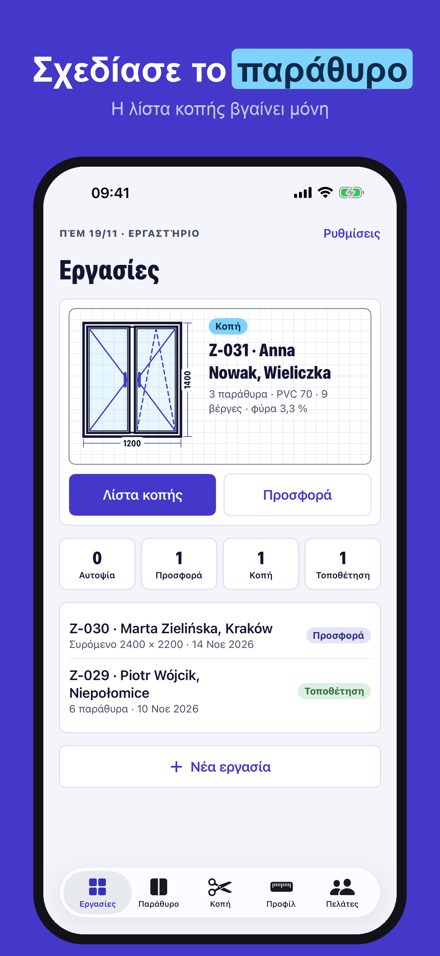 Σχεδίασε το παράθυρο
Η λίστα κοπής βγαίνει μόνη
09:41
ΠΈΜ 19/11 · ΕΡΓΑΣΤΉΡΙΟ
Ρυθμίσεις
Εργασίες
Κοπή
Z-031 · Anna
Nowak, Wieliczka
3 παράθυρα · PVC 70 · 9
βέργες · φύρα 3,3 %
1400
1200
Λίστα κοπής
Προσφορά
0
Αυτοψία
1
Προσφορά
1
Κοπή
1
Τοποθέτηση
Z-030 · Marta Zielińska, Kraków
Συρόμενο 2400 × 2200 · 14 Νοε 2026
Προσφορά
Z-029 · Piotr Wójcik,
Niepołomice
6 παράθυρα · 10 Νοε 2026
Τοποθέτηση
+ Νέα εργασία
Εργασίες
Παράθυρο
Κοπή
Προφίλ
Πελάτες